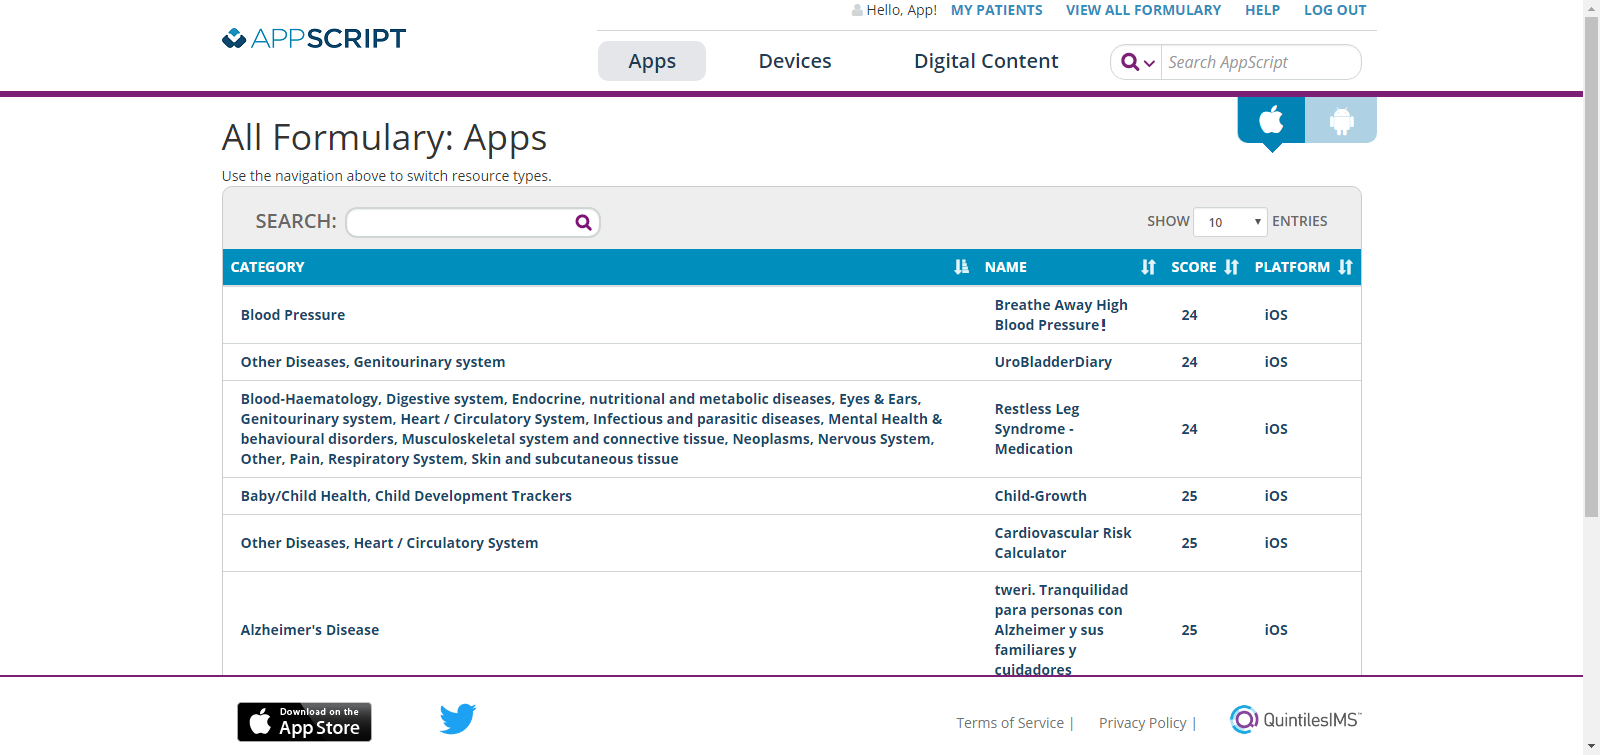 Hello, App! MY PATIENTS VIEW ALL FORMULARY HELP LOG OUT
APPSCRIPT
Apps Devices Digital Content Search AppScript
All Formulary: Apps
Use the navigation above to switch resource types.
SEARCH: SHOW 10 ENTRIES
CATEGORY NAME SCORE PLATFORM
Breathe Away High
Blood Pressure 24 iOS
Blood Pressure!
Other Diseases, Genitourinary system UroBladderDiary 24 iOS
Blood-Haematology, Digestive system, Endocrine, nutritional and metabolic diseases, Eyes & Ears,
Genitourinary system, Heart / Circulatory System, Infectious and parasitic diseases, Mental Health &
behavioural disorders, Musculoskeletal system and connective tissue, Neoplasms, Nervous System,
Other, Pain, Respiratory System, Skin and subcutaneous tissue
Restless Leg
Syndrome -
Medication
24 iOS
Baby/Child Health, Child Development Trackers Child-Growth 25 iOS
Other Diseases, Heart / Circulatory System
Cardiovascular Risk
Calculator
25 iOS
Alzheimer's Disease
tweri. Tranquilidad
para personas con
Alzheimer y sus
familiares y
cuidadores
25 iOS
Download on the
App Store
Terms of Service | Privacy Policy |
QuintilesIMS™